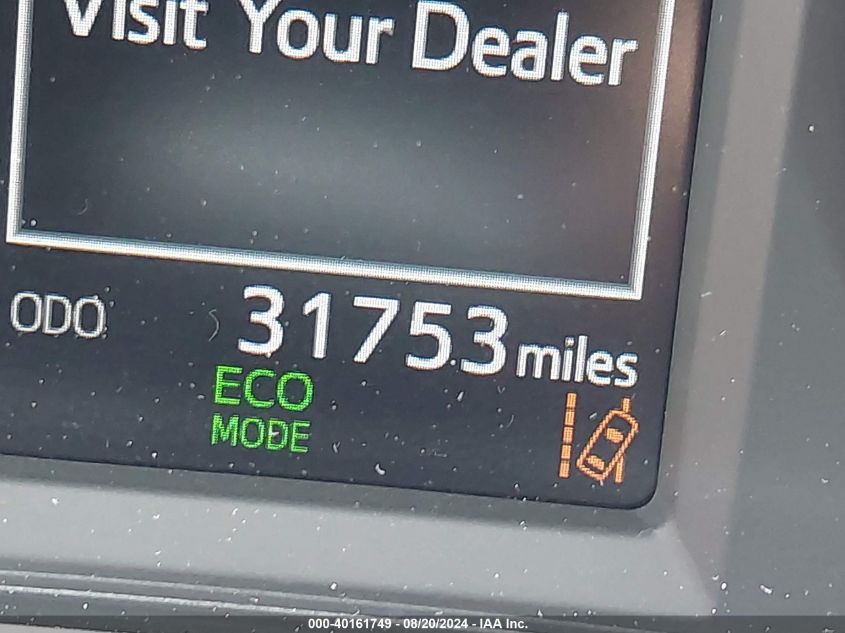 Visit Your Dealer
ODO 31753 miles
ECO
MODE
000-40161749 - 08/20/2024 - IAA Inc.